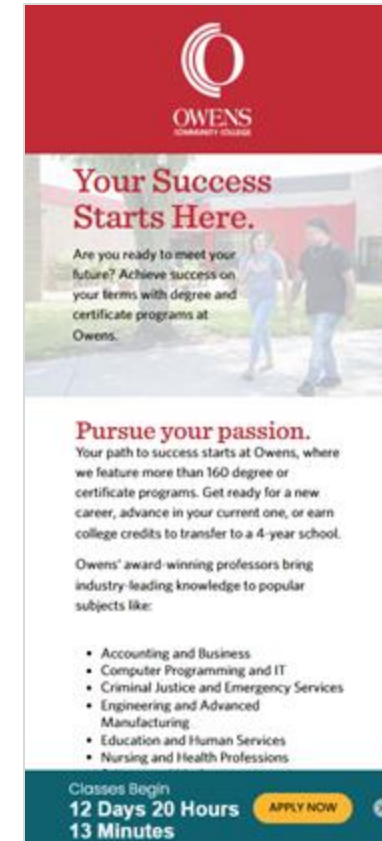 OWENS
COMMUNITY COLLEGE
Your Success
Starts Here.
Are you ready to meet your
future? Achieve success on
your terms with degree and
certificate programs at
Owens.
Pursue your passion.
Your path to success starts at Owens, where
we feature more than 160 degree or
certificate programs. Get ready for a new
career, advance in your current one, or earn
college credits to transfer to a 4-year school.
Owens' award-winning professors bring
industry-leading knowledge to popular
subjects like:
• Accounting and Business
• Computer Programming and IT
• Criminal Justice and Emergency Services
• Engineering and Advanced
Manufacturing
• Education and Human Services
• Nursing and Health Professions
Classes Begin
12 Days 20 Hours
13 Minutes
APPLY NOW